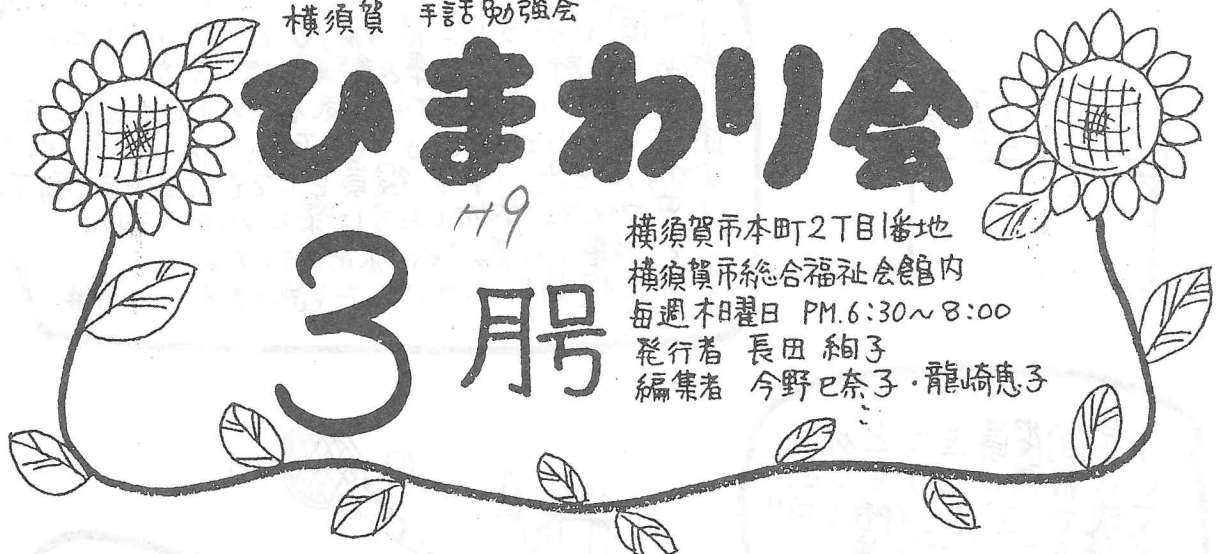 横須賀 手話勉強会
ひまわり会
H9
3月号
横須賀市本町2丁目1番地
横須賀市総合福祉会館内
毎週木曜日 PM.6:30~8:00
発行者 長田 絢子
編集者 今野巳奈子・龍崎恵子